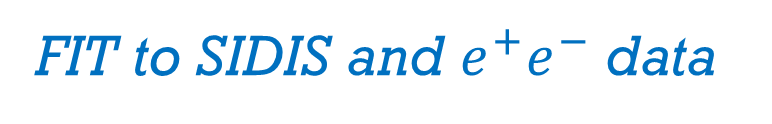 FIT to SIDIS and e⁺e⁻ data